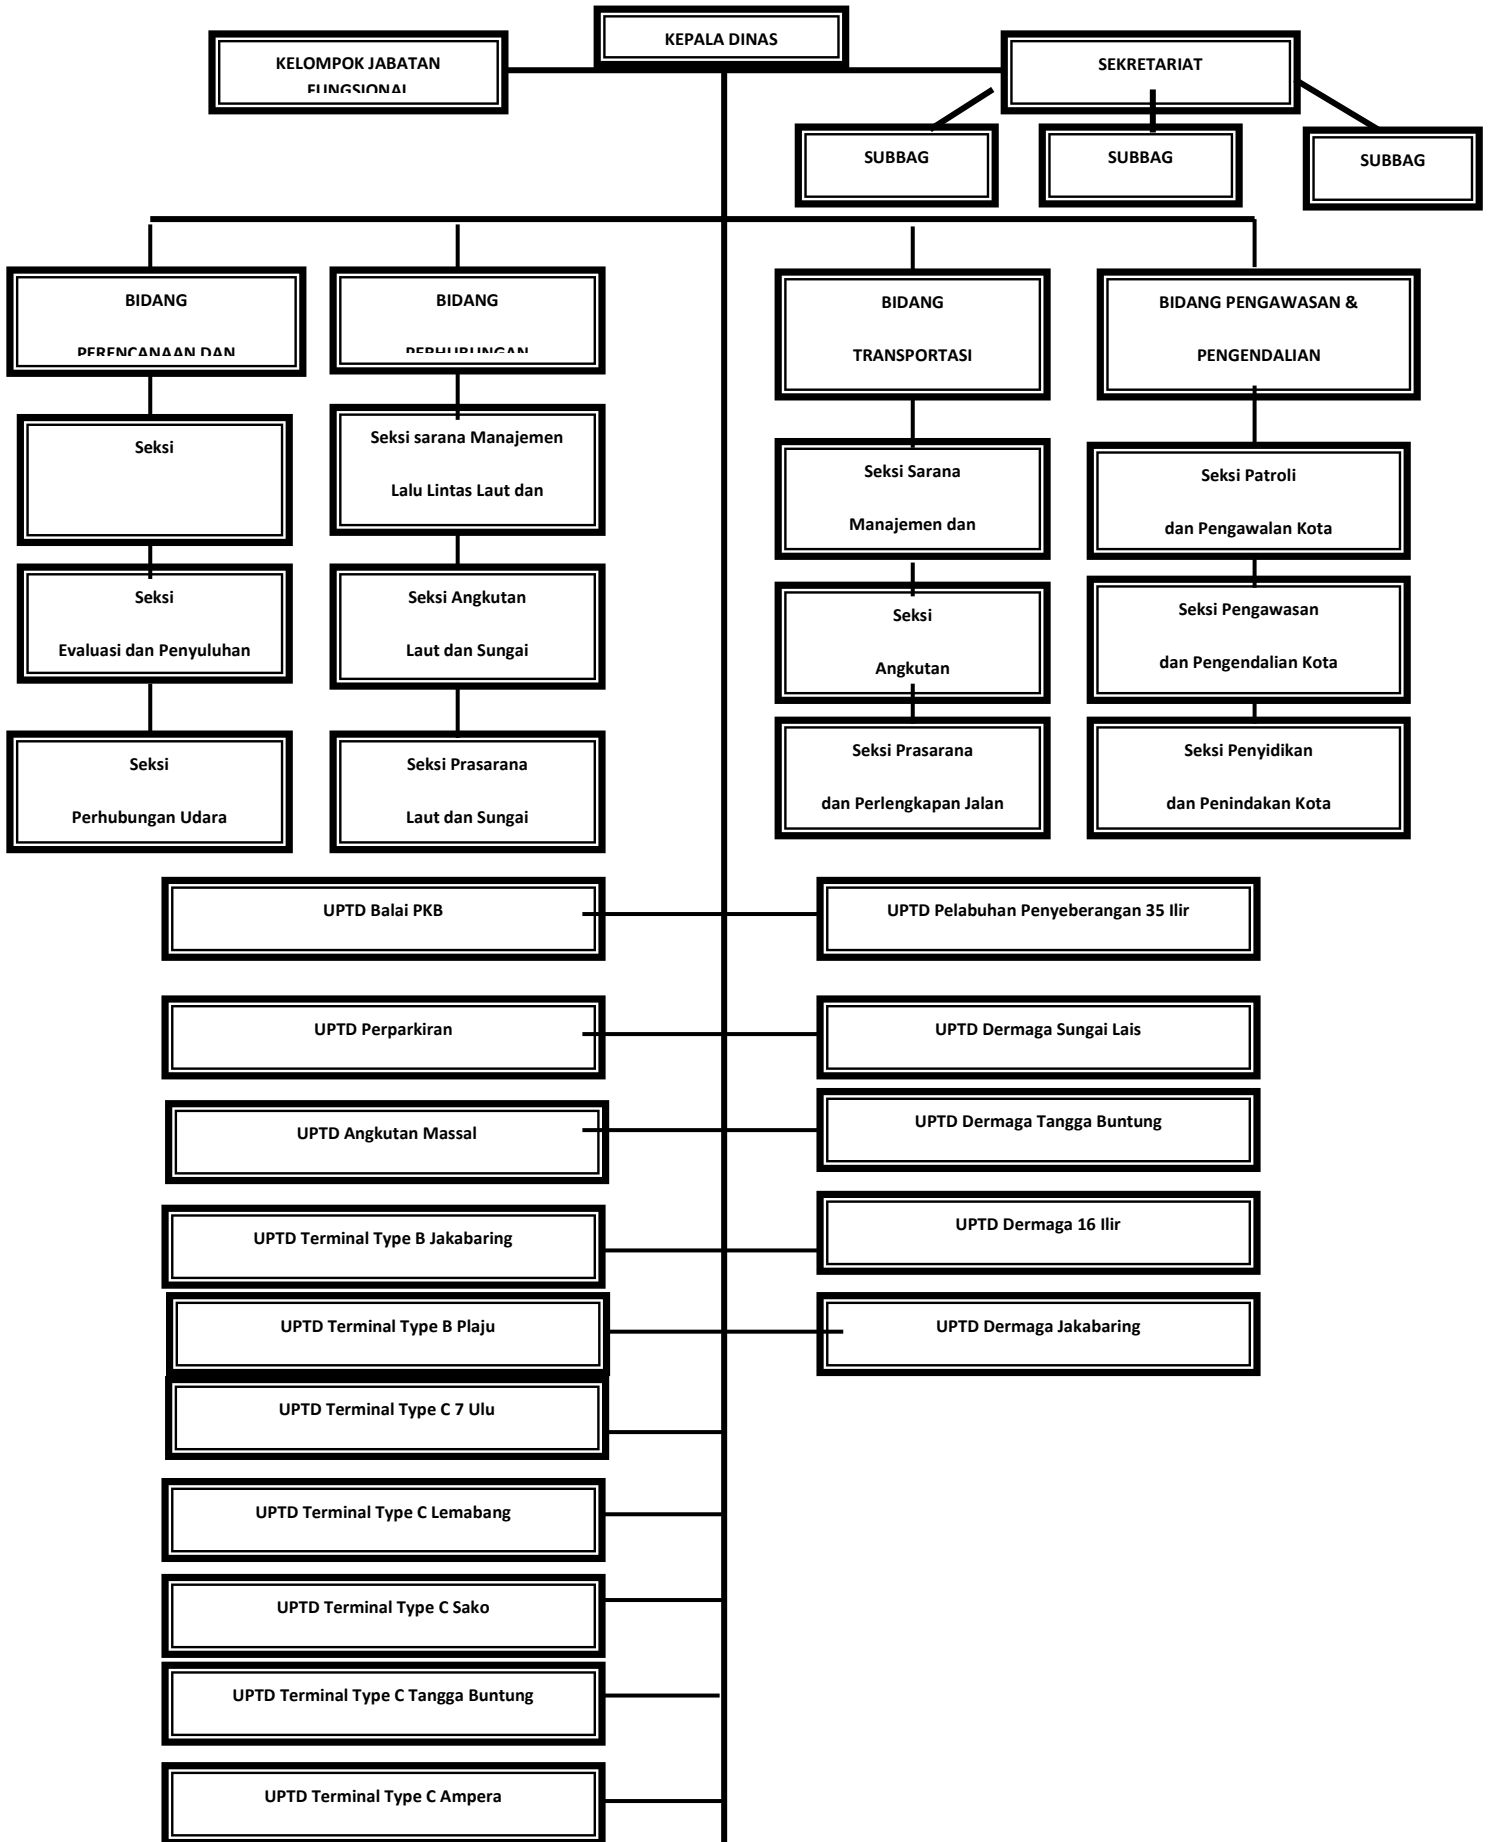 KEPALA DINAS
KELOMPOK JABATAN
FUNGSIONAL
SEKRETARIAT
SUBBAG
SUBBAG
SUBBAG
BIDANG
PERENCANAAN DAN
BIDANG
PERHUBUNGAN
BIDANG
TRANSPORTASI
BIDANG PENGAWASAN &
PENGENDALIAN
Seksi
Seksi sarana Manajemen
Lalu Lintas Laut dan
Seksi Sarana
Manajemen dan
Seksi Patroli
dan Pengawalan Kota
Seksi
Evaluasi dan Penyuluhan
Seksi Angkutan
Laut dan Sungai
Seksi
Angkutan
Seksi Pengawasan
dan Pengendalian Kota
Seksi
Perhubungan Udara
Seksi Prasarana
Laut dan Sungai
Seksi Prasarana
dan Perlengkapan Jalan
Seksi Penyidikan
dan Penindakan Kota
UPTD Balai PKB
UPTD Pelabuhan Penyeberangan 35 Ilir
UPTD Perparkiran
UPTD Dermaga Sungai Lais
UPTD Angkutan Massal
UPTD Dermaga Tangga Buntung
UPTD Terminal Type B Jakabaring
UPTD Dermaga 16 Ilir
UPTD Terminal Type B Plaju
UPTD Dermaga Jakabaring
UPTD Terminal Type C 7 Ulu
UPTD Terminal Type C Lemabang
UPTD Terminal Type C Sako
UPTD Terminal Type C Tangga Buntung
UPTD Terminal Type C Ampera